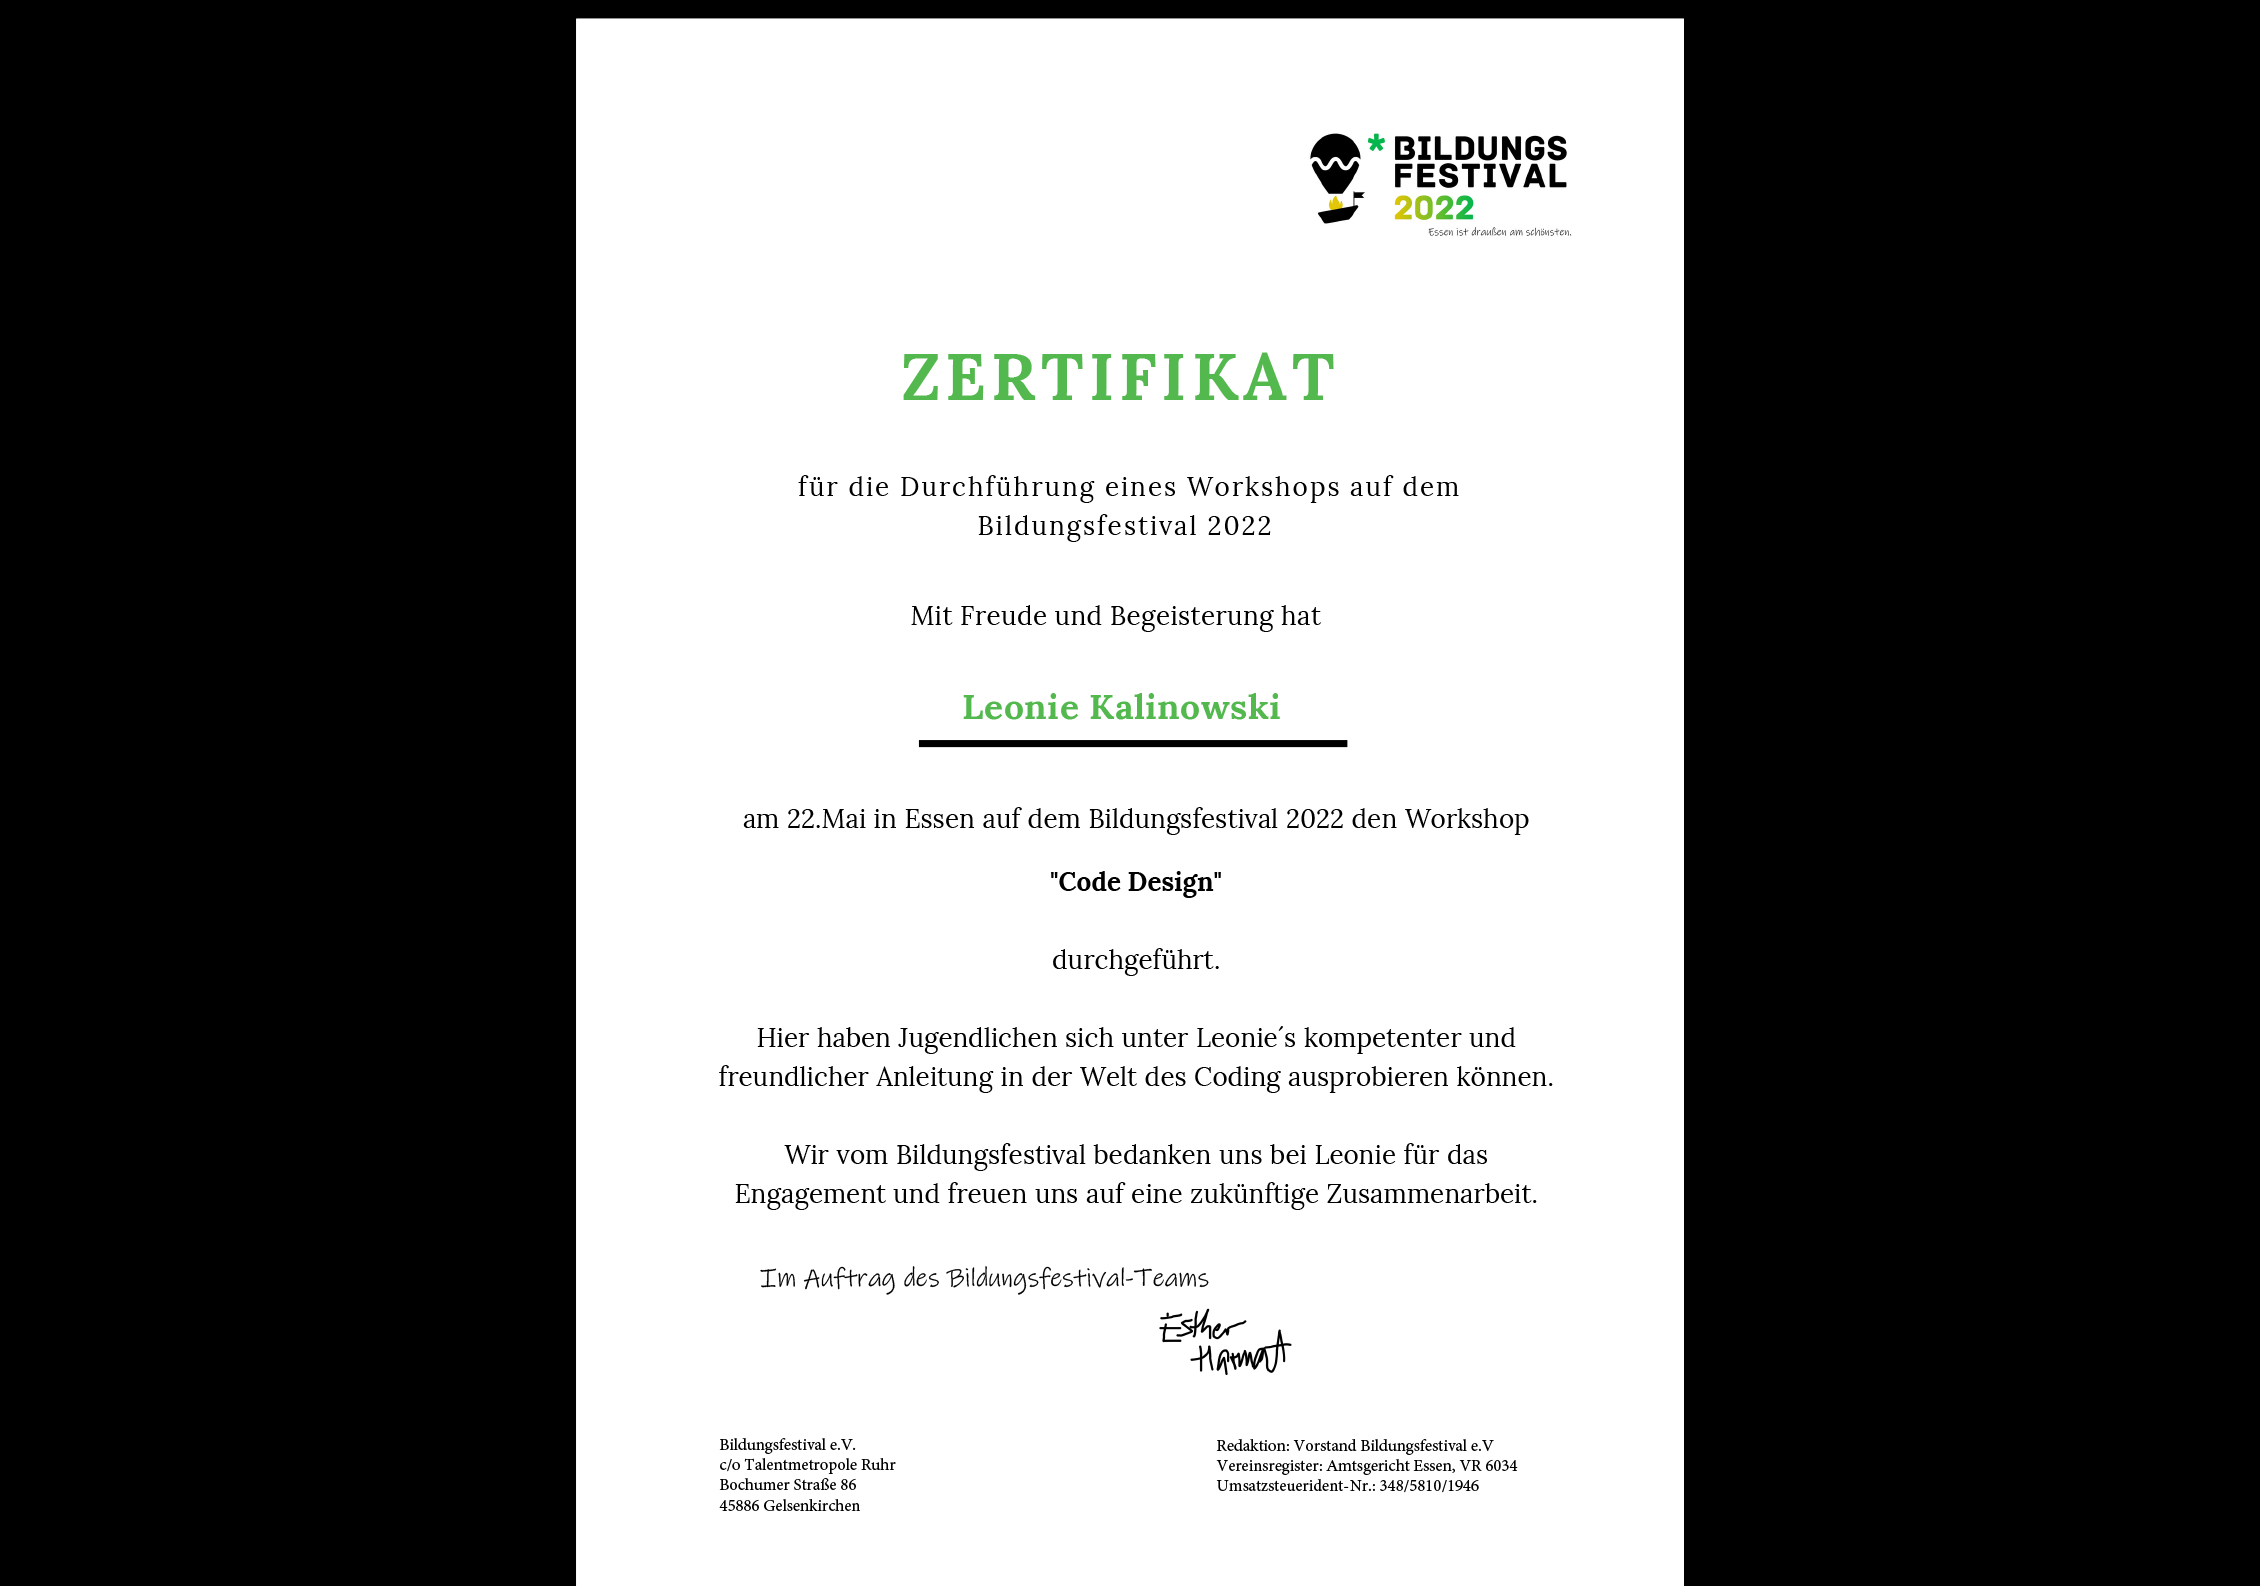 * BILDUNGS
FESTIVAL
2022
Essen ist draußen am schönsten.
ZERTIFIKAT
für die Durchführung eines Workshops auf dem
Bildungsfestival 2022
Mit Freude und Begeisterung hat
Leonie Kalinowski
am 22.Mai in Essen auf dem Bildungsfestival 2022 den Workshop
"Code Design"
durchgeführt.
Hier haben Jugendlichen sich unter Leonie´s kompetenter und
freundlicher Anleitung in der Welt des Coding ausprobieren können.
Wir vom Bildungsfestival bedanken uns bei Leonie für das
Engagement und freuen uns auf eine zukünftige Zusammenarbeit.
Im Auftrag des Bildungsfestival-Teams
Esther
Bildungsfestival e.V.
c/o Talentmetropole Ruhr
Bochumer Straße 86
45886 Gelsenkirchen
Redaktion: Vorstand Bildungsfestival e.V
Vereinsregister: Amtsgericht Essen, VR 6034
Umsatzsteuerident-Nr.: 348/5810/1946